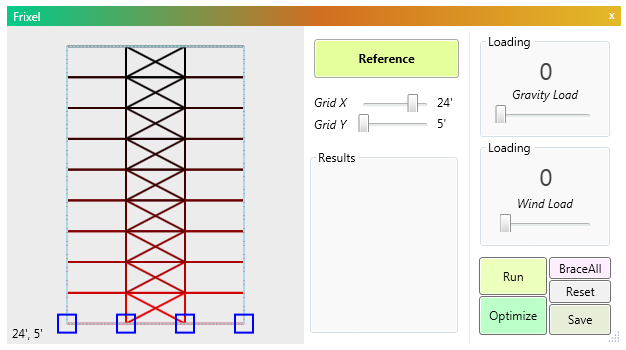 Frixel x
Reference
Grid X 24'
Grid Y 5'
Results
24', 5'
Loading
0
Gravity Load
Loading
0
Wind Load
Run
BraceAll
Reset
Optimize
Save